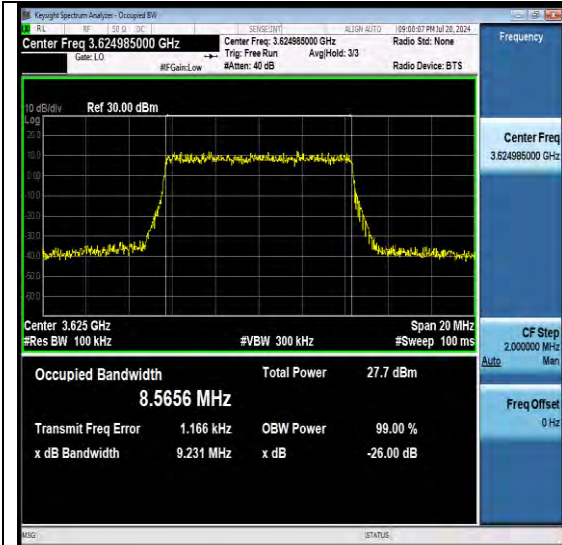 Keysight Spectrum Analyzer - Occupied BW
RL RF 50 Ω DC SENSE:INT ALIGN AUTO 09:00:07 PM Jul 20, 2024
Center Freq 3.624985000 GHz Center Freq: 3.624985000 GHz Radio Std: None Frequency
Gate: LO Trig: Free Run Avg|Hold: 3/3
#IFGain:Low #Atten: 40 dB Radio Device: BTS
10 dB/div Ref 30.00 dBm
Log
20.0
10.0
0.00
-10.0
-20.0
-30.0
-40.0
-50.0
-60.0
Center Freq
3.624985000 GHz
Center 3.625 GHz Span 20 MHz
#Res BW 100 kHz #VBW 300 kHz #Sweep 100 ms
CF Step
2.000000 MHz
Auto Man
Occupied Bandwidth Total Power 27.7 dBm
8.5656 MHz
Transmit Freq Error 1.166 kHz OBW Power 99.00 %
x dB Bandwidth 9.231 MHz x dB -26.00 dB
Freq Offset
0 Hz
MSG STATUS